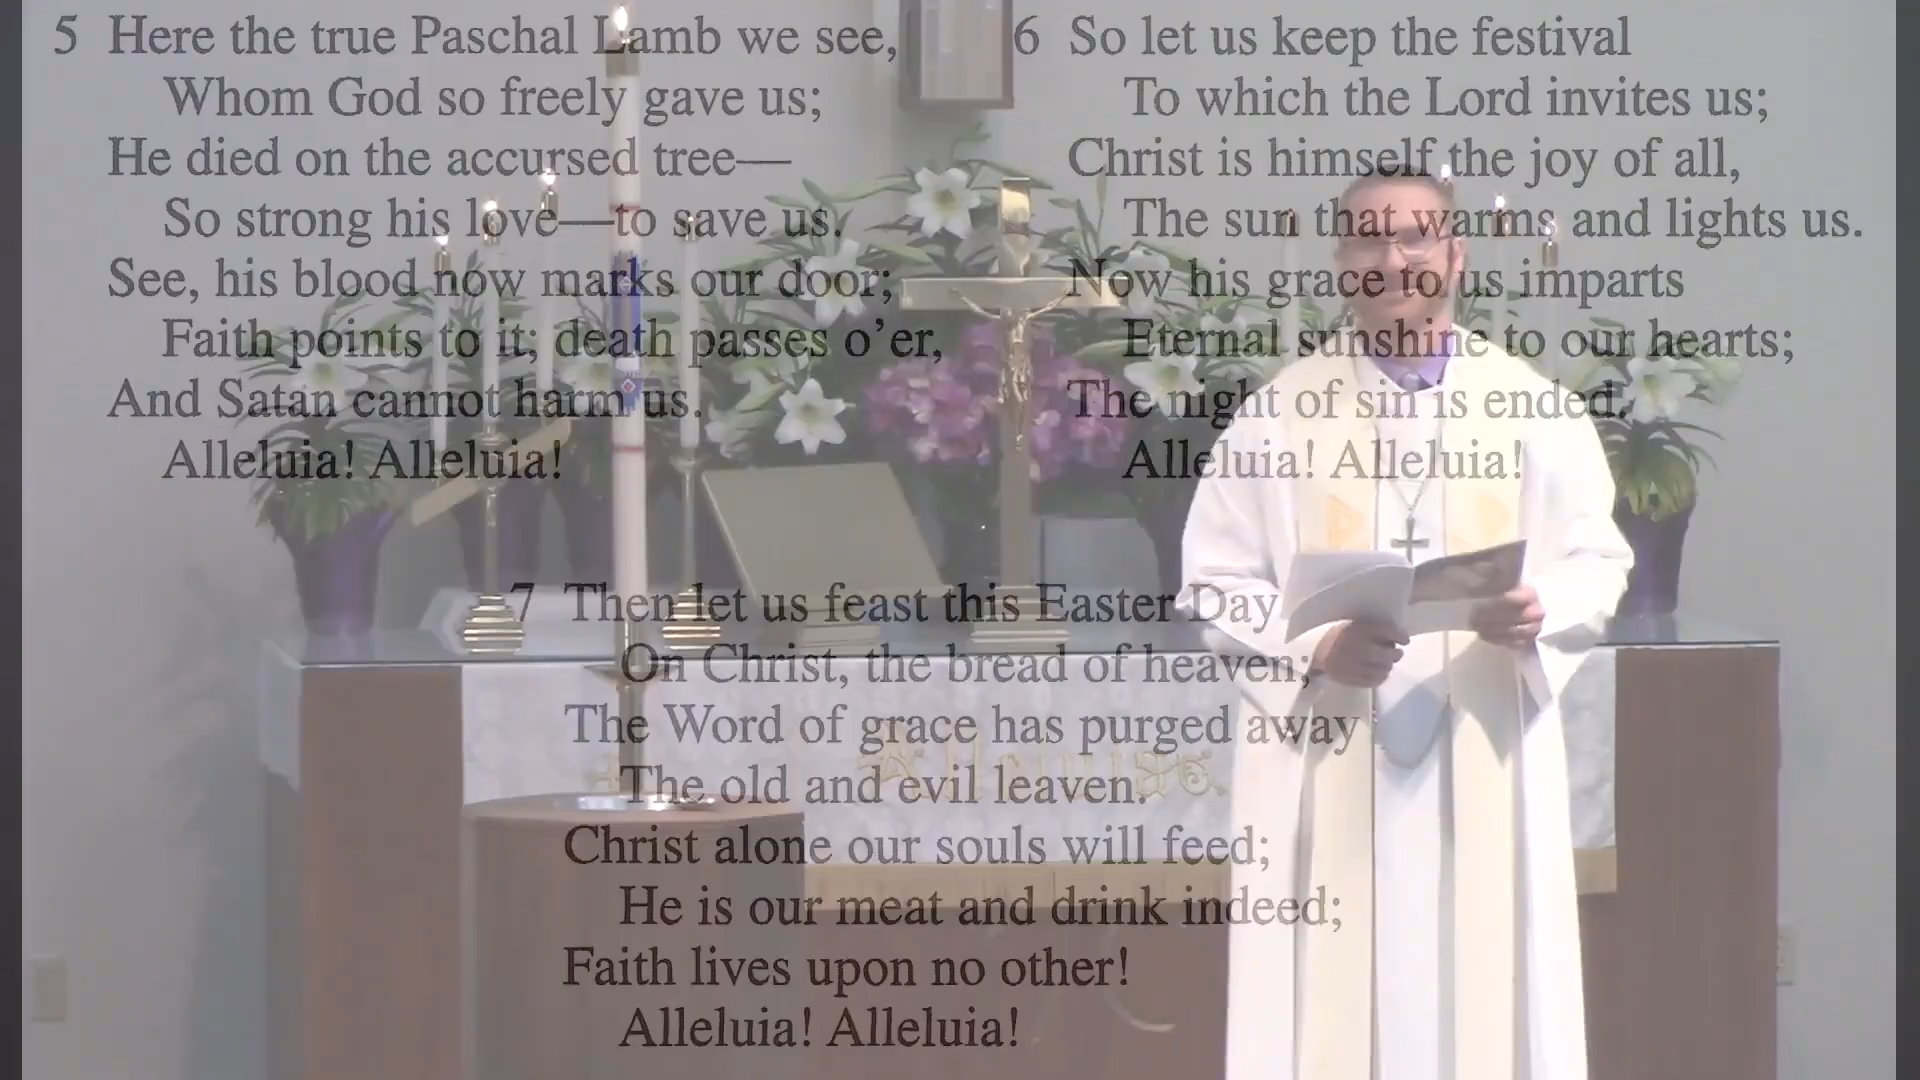 5 Here the true Paschal Lamb we see,
Whom God so freely gave us;
He died on the accursed tree—
So strong his love—to save us.
See, his blood now marks our door;
Faith points to it; death passes o’er,
And Satan cannot harm us.
Alleluia! Alleluia!
6 So let us keep the festival
To which the Lord invites us;
Christ is himself the joy of all,
The sun that warms and lights us.
Now his grace to us imparts
Eternal sunshine to our hearts;
The night of sin is ended.
Alleluia! Alleluia!
7 Then let us feast this Easter Day
On Christ, the bread of heaven;
The Word of grace has purged away
The old and evil leaven.
Christ alone our souls will feed;
He is our meat and drink indeed;
Faith lives upon no other!
Alleluia! Alleluia!